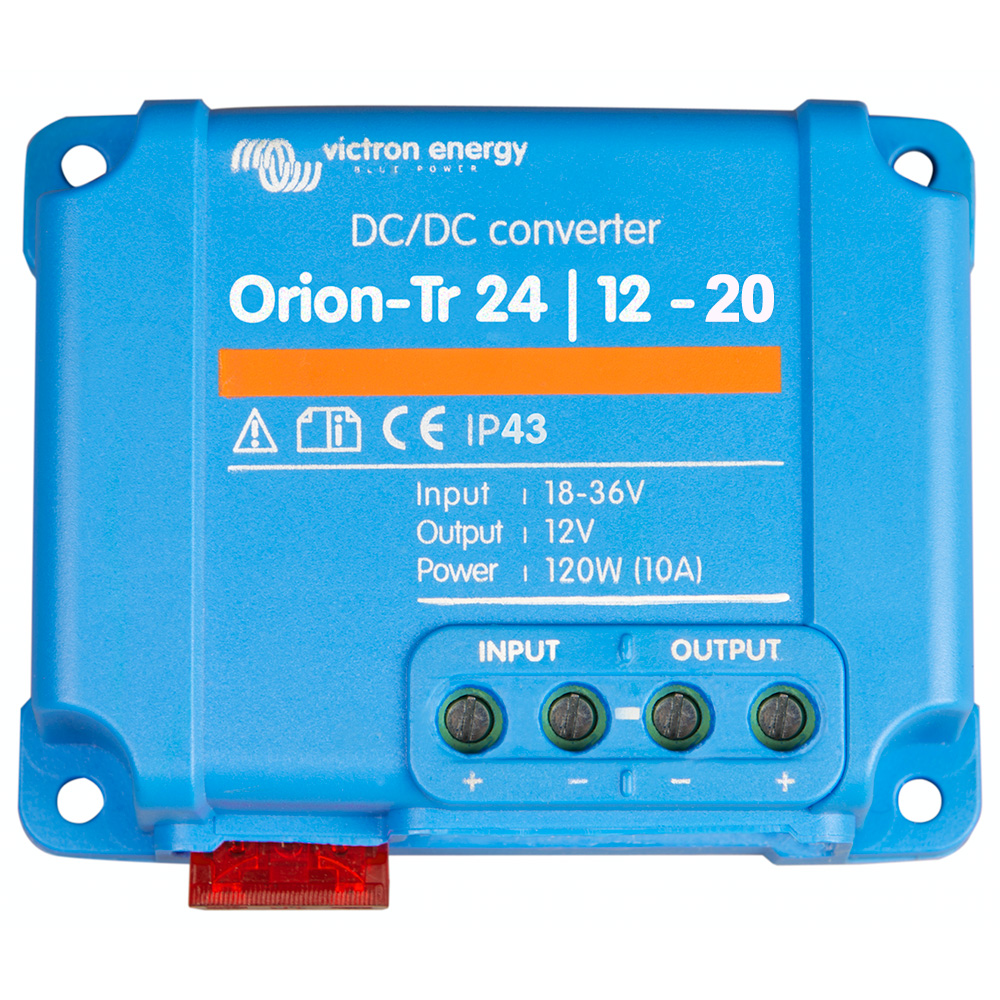 victron energy
BLUE POWER
DC/DC converter
Orion-Tr 24 | 12 - 20
CE IP43
Input | 18-36V
Output | 12V
Power | 120W (10A)
INPUT OUTPUT
+ - - +